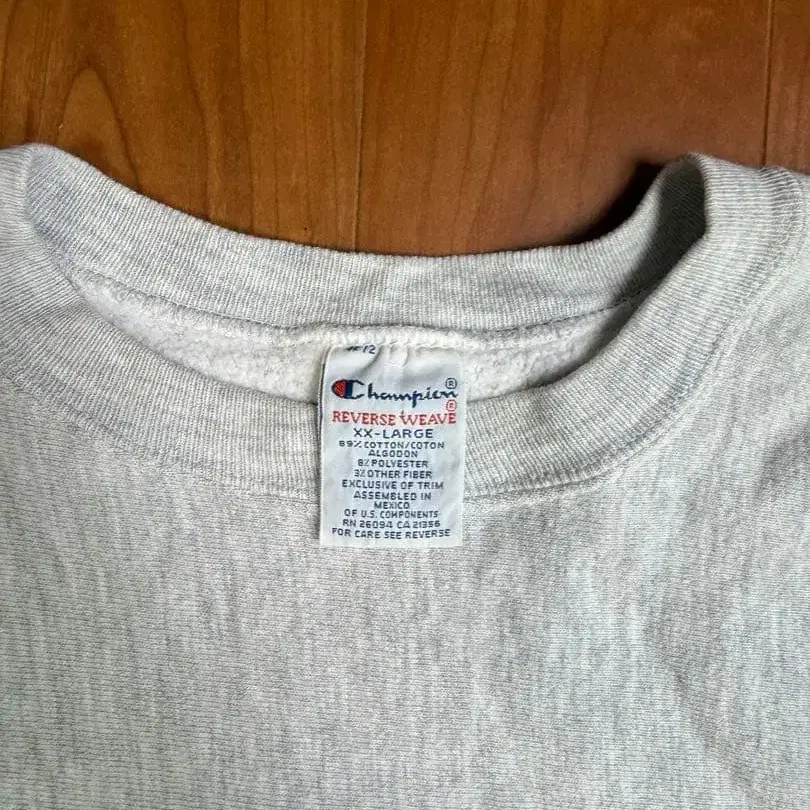 Champion®
REVERSE WEAVE®
XX-LARGE
89% COTTON/COTON
ALGODON
8% POLYESTER
3% OTHER FIBER
EXCLUSIVE OF TRIM
ASSEMBLED IN
MEXICO
OF U.S. COMPONENTS
RN 26094 CA 21356
FOR CARE SEE REVERSE